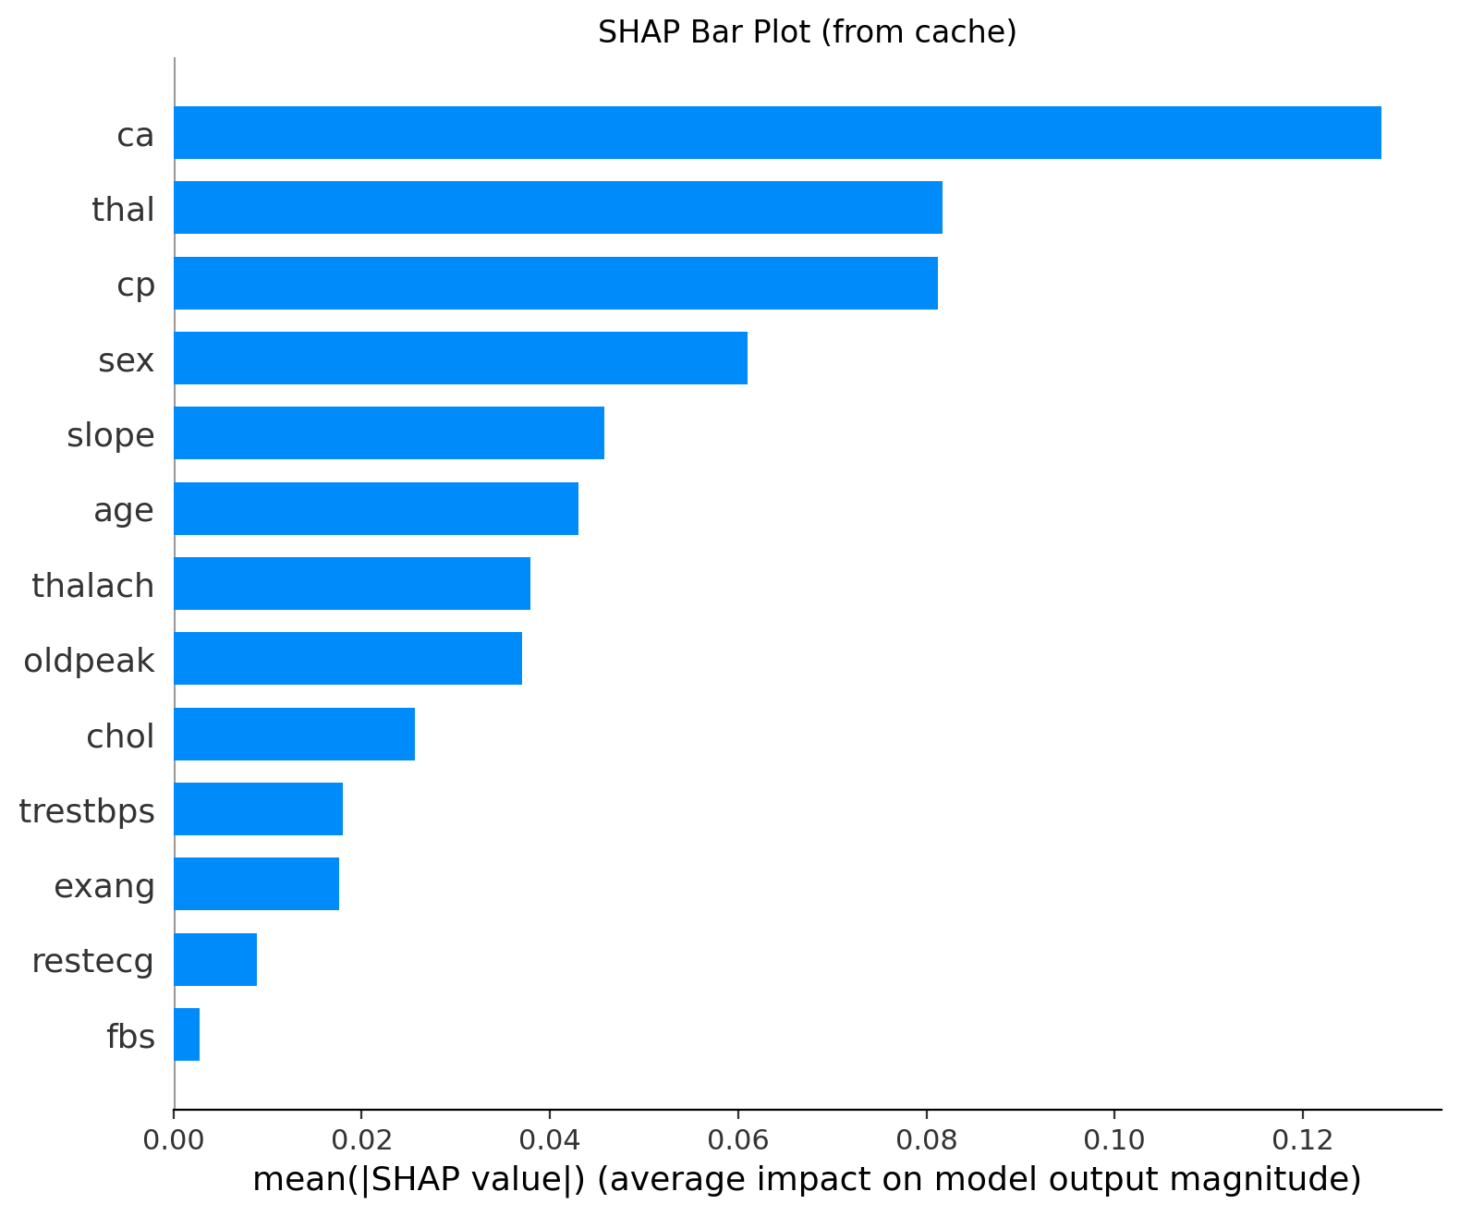 SHAP Bar Plot (from cache)
ca
thal
cp
sex
slope
age
thalach
oldpeak
chol
trestbps
exang
restecg
fbs
0.00 0.02 0.04 0.06 0.08 0.10 0.12
mean(|SHAP value|) (average impact on model output magnitude)